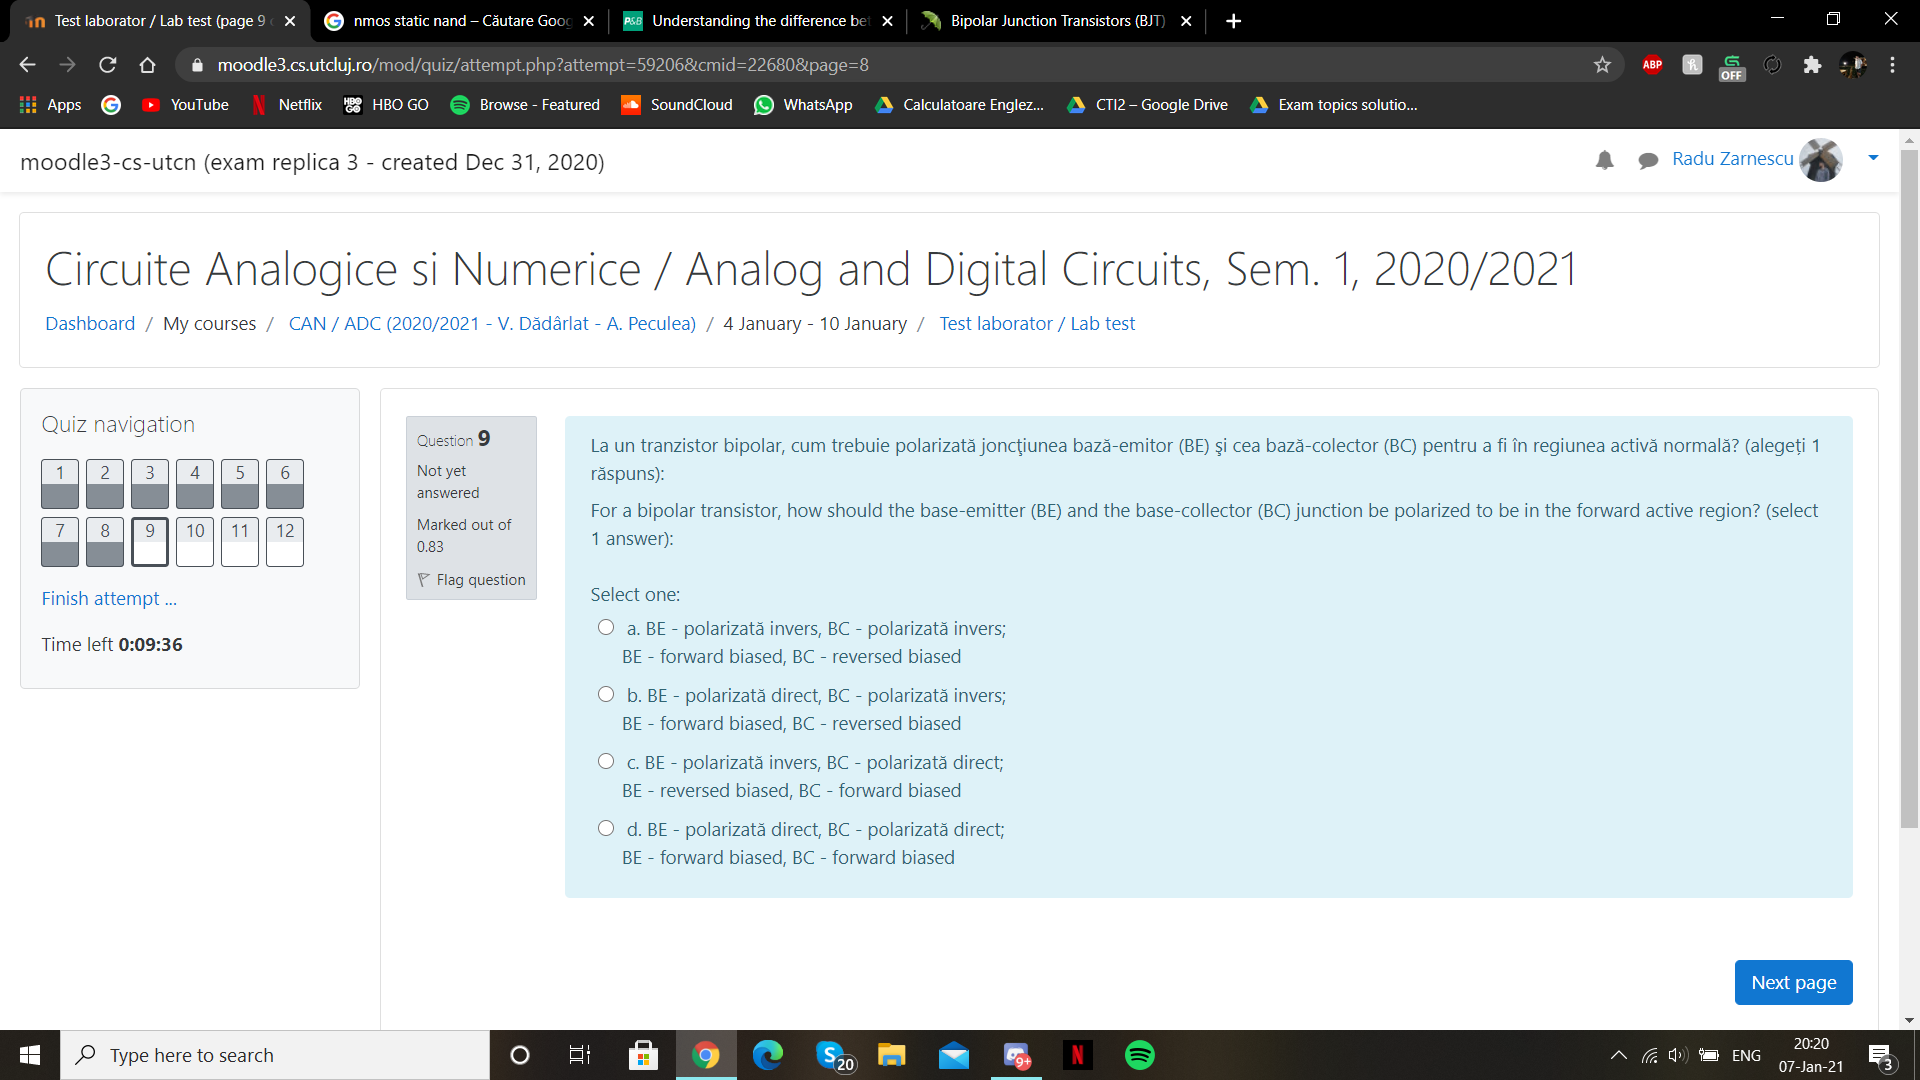 Test laborator / Lab test (page 9 o
nmos static nand – Căutare Goog
P&B Understanding the difference be
Bipolar Junction Transistors (BJT)
moodle3.cs.utcluj.ro/mod/quiz/attempt.php?attempt=59206&cmid=22680&page=8
ABP
OFF
Apps
YouTube
Netflix
HBO GO HBO GO
Browse - Featured
SoundCloud
WhatsApp
Calculatoare Englez...
CTI2 – Google Drive
Exam topics solutio...
moodle3-cs-utcn (exam replica 3 - created Dec 31, 2020)
Radu Zarnescu
Circuite Analogice si Numerice / Analog and Digital Circuits, Sem. 1, 2020/2021
Dashboard / My courses / CAN / ADC (2020/2021 - V. Dădârlat - A. Peculea) / 4 January - 10 January / Test laborator / Lab test
Quiz navigation
1 2 3 4 5 6
7 8 9 10 11 12
Finish attempt ...
Time left 0:09:36
Question 9
Not yet
answered
Marked out of
0.83
Flag question
La un tranzistor bipolar, cum trebuie polarizată joncţiunea bază-emitor (BE) şi cea bază-colector (BC) pentru a fi în regiunea activă normală? (alegeți 1
răspuns):
For a bipolar transistor, how should the base-emitter (BE) and the base-collector (BC) junction be polarized to be in the forward active region? (select
1 answer):
Select one:
a. BE - polarizată invers, BC - polarizată invers;
BE - forward biased, BC - reversed biased
b. BE - polarizată direct, BC - polarizată invers;
BE - forward biased, BC - reversed biased
c. BE - polarizată invers, BC - polarizată direct;
BE - reversed biased, BC - forward biased
d. BE - polarizată direct, BC - polarizată direct;
BE - forward biased, BC - forward biased
Next page
Type here to search
20
9+
ENG
20:20
07-Jan-21
3